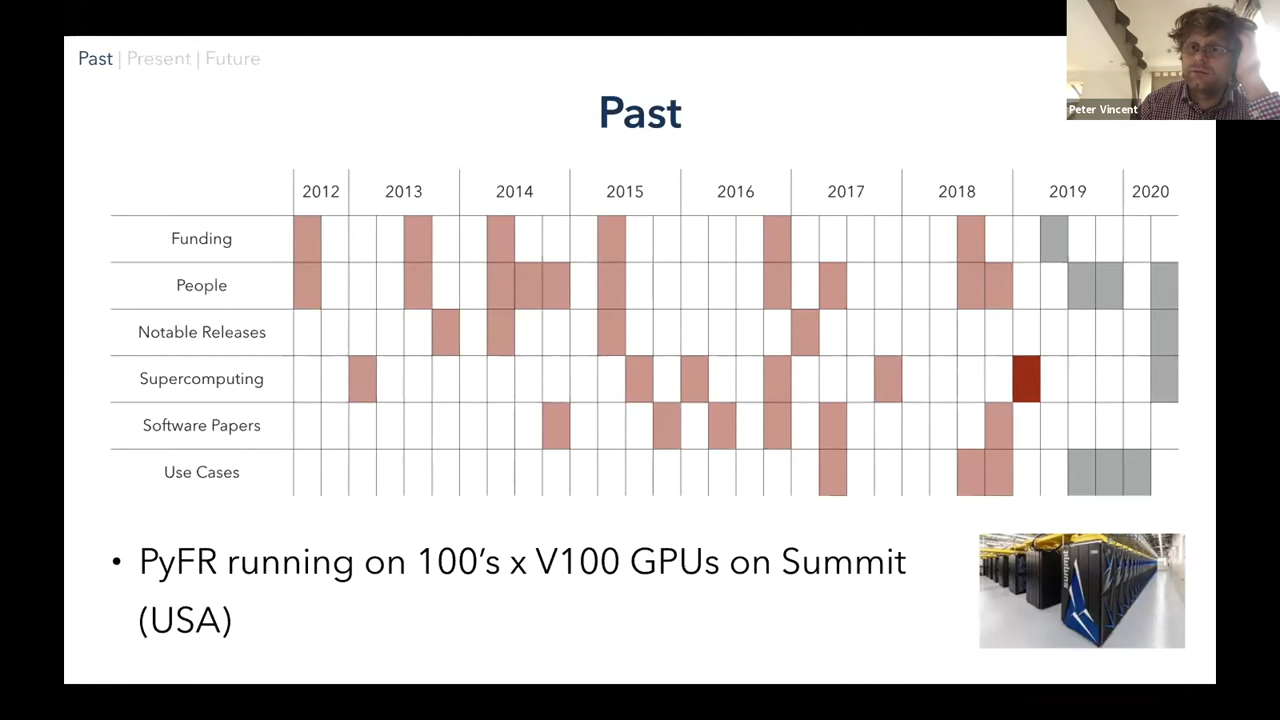 Past | Present | Future
Peter Vincent
Past
2012 2013 2014 2015 2016 2017 2018 2019 2020
Funding
People
Notable Releases
Supercomputing
Software Papers
Use Cases
• PyFR running on 100’s x V100 GPUs on Summit
(USA)
summit